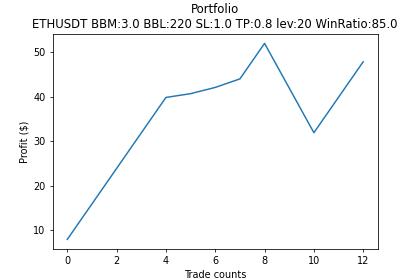 Portfolio
ETHUSDT BBM:3.0 BBL:220 SL:1.0 TP:0.8 lev:20 WinRatio:85.0
50
40
30
20
10
Profit ($)
0 2 4 6 8 10 12
Trade counts